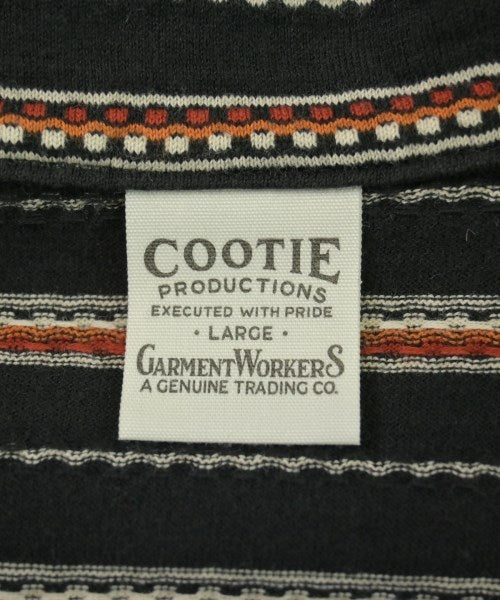 COOTIE
PRODUCTIONS
EXECUTED WITH PRIDE
· LARGE ·
GARMENTWORKERS
A GENUINE TRADING CO.